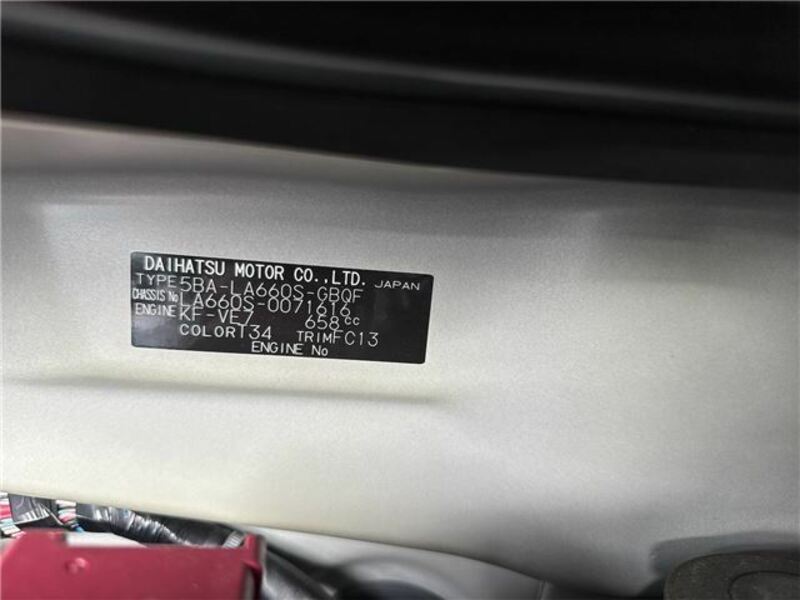 DAIHATSU MOTOR CO.,LTD. JAPAN
TYPE 5BA-LA660S-GBQF
CHASSIS No LA660S-0071616
ENGINE KF-VE7 658cc
COLOR T34 TRIM FC13
ENGINE No